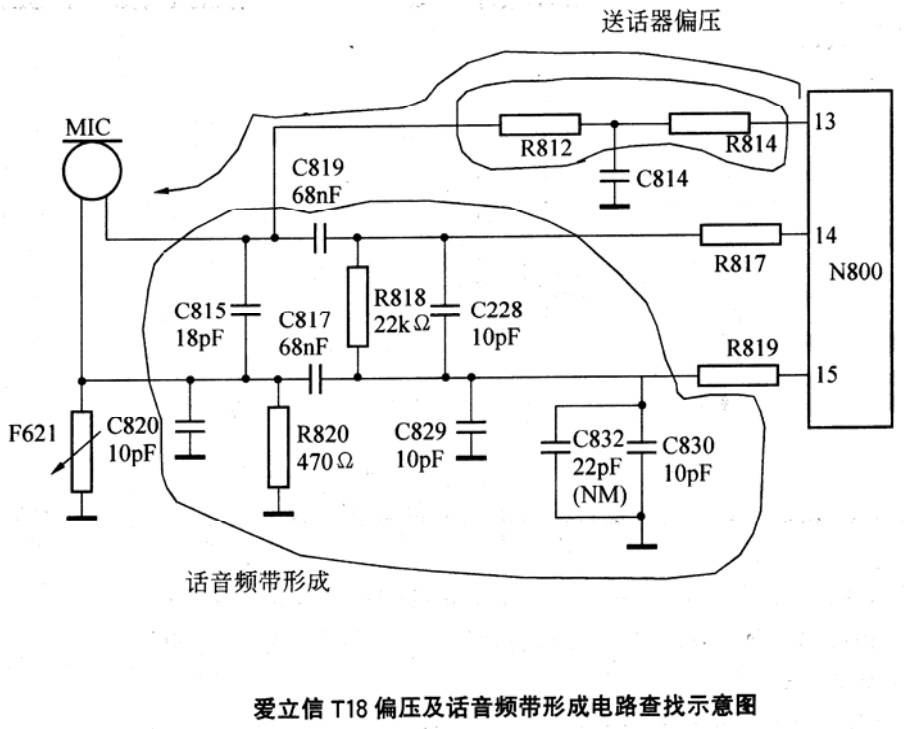 送话器偏压
MIC
13
R812
R814
C814
C819
68nF
14
R817
N800
C815
18pF
C817
68nF
R818
22kΩ
C228
10pF
R819
15
F621
C820
10pF
R820
470Ω
C829
10pF
C832
22pF
(NM)
C830
10pF
话音频带形成
爱立信 T18 偏压及话音频带形成电路查找示意图